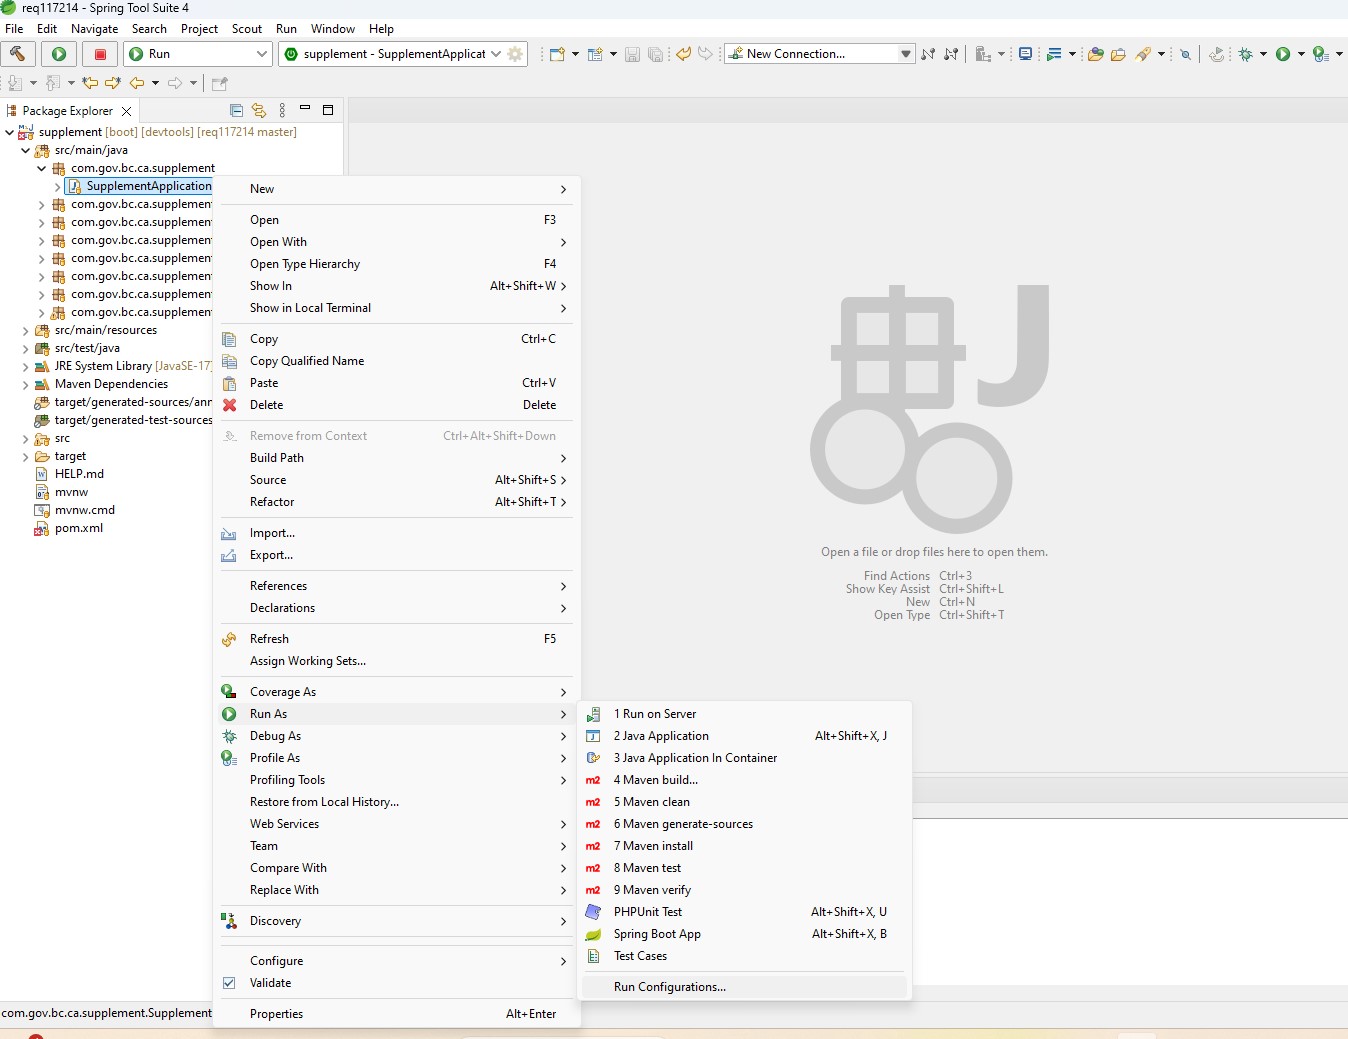 req117214 - Spring Tool Suite 4
File Edit Navigate Search Project Scout Run Window Help
Run
supplement - SupplementApplicat
New Connection...
Package Explorer
supplement [boot] [devtools] [req117214 master]
src/main/java
com.gov.bc.ca.supplement
SupplementApplication
com.gov.bc.ca.supplement
com.gov.bc.ca.supplement
com.gov.bc.ca.supplement
com.gov.bc.ca.supplement
com.gov.bc.ca.supplement
com.gov.bc.ca.supplement
com.gov.bc.ca.supplement
src/main/resources
src/test/java
JRE System Library [JavaSE-17]
Maven Dependencies
target/generated-sources/ann
target/generated-test-sources
src
target
HELP.md
mvnw
mvnw.cmd
pom.xml
New
Open F3
Open With
Open Type Hierarchy F4
Show In Alt+Shift+W
Show in Local Terminal
Copy Ctrl+C
Copy Qualified Name
Paste Ctrl+V
Delete Delete
Remove from Context Ctrl+Alt+Shift+Down
Build Path
Source Alt+Shift+S
Refactor Alt+Shift+T
Import...
Export...
References
Declarations
Refresh F5
Assign Working Sets...
Coverage As
Run As
Debug As
Profile As
Profiling Tools
Restore from Local History...
Web Services
Team
Compare With
Replace With
Discovery
Configure
Validate
Properties Alt+Enter
1 Run on Server
2 Java Application Alt+Shift+X, J
3 Java Application In Container
m2 4 Maven build...
m2 5 Maven clean
m2 6 Maven generate-sources
m2 7 Maven install
m2 8 Maven test
m2 9 Maven verify
PHPUnit Test Alt+Shift+X, U
Spring Boot App Alt+Shift+X, B
Test Cases
Run Configurations...
J
Open a file or drop files here to open them.
Find Actions Ctrl+3
Show Key Assist Ctrl+Shift+L
New Ctrl+N
Open Type Ctrl+Shift+T
com.gov.bc.ca.supplement.Supplement